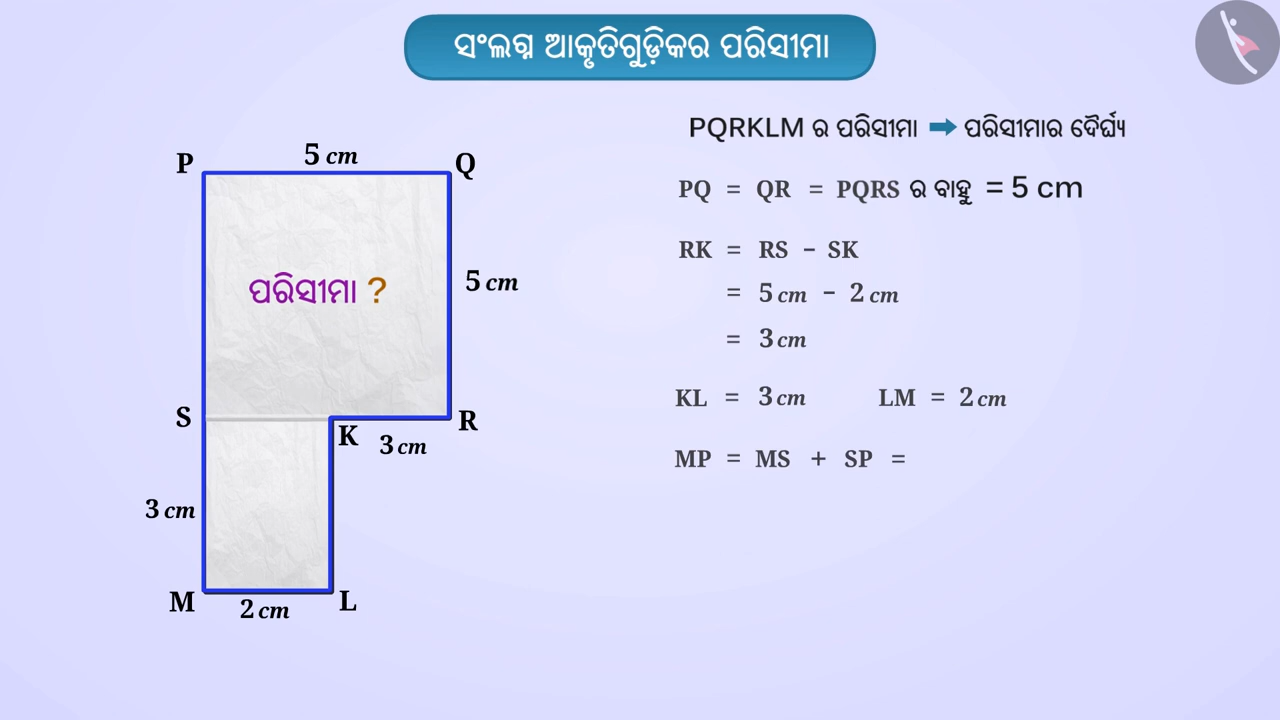 ସଂଲଗ୍ନ ଆକୃତିଗୁଡ଼ିକର ପରିସୀମା
PQRKLM ର ପରିସୀମା ➡ ପରିସୀମାର ଦୈର୍ଘ୍ୟ
P 5 cm Q
PQ = QR = PQRS ର ବାହୁ = 5 cm
RK = RS − SK
ପରିସୀମା ?
5 cm
= 5 cm − 2 cm
= 3 cm
KL = 3 cm LM = 2 cm
S
R
K 3 cm
MP = MS + SP =
3 cm
M 2 cm L